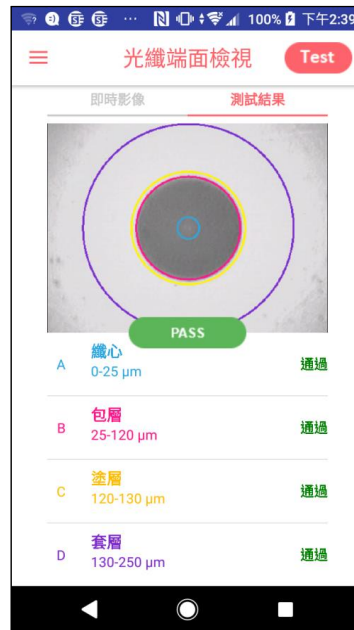 100% 下午2:39
光纖端面檢視
Test
即時影像 測試結果
PASS
A 纖心 0-25 μm 通過
B 包層 25-120 μm 通過
C 塗層 120-130 μm 通過
D 套層 130-250 μm 通過